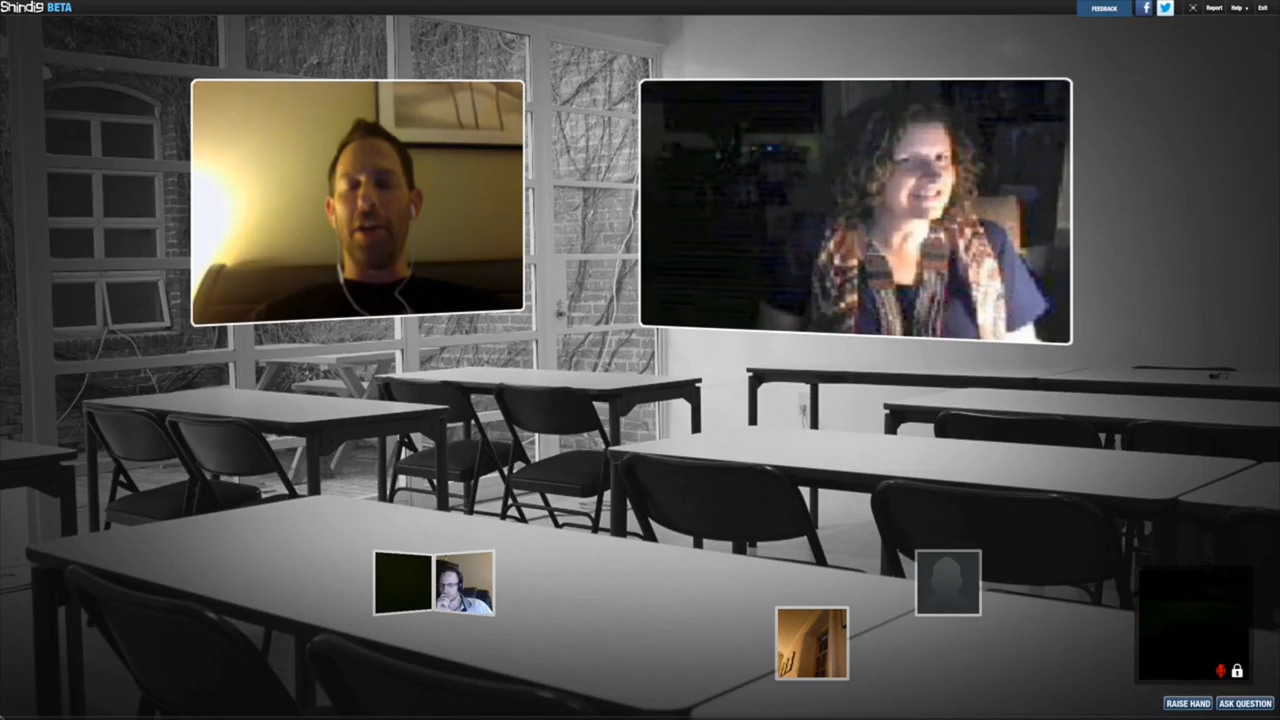 Shindig BETA
FEEDBACK
Report
Help
Exit
RAISE HAND
ASK QUESTION